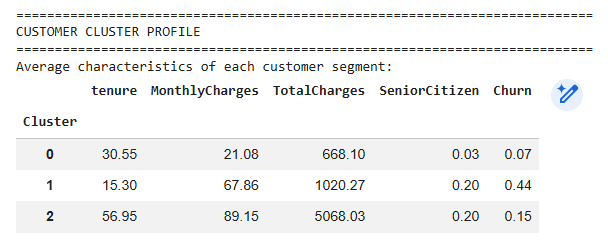 ================================================================================
CUSTOMER CLUSTER PROFILE
================================================================================
Average characteristics of each customer segment:
tenure MonthlyCharges TotalCharges SeniorCitizen Churn
Cluster
0 30.55 21.08 668.10 0.03 0.07
1 15.30 67.86 1020.27 0.20 0.44
2 56.95 89.15 5068.03 0.20 0.15